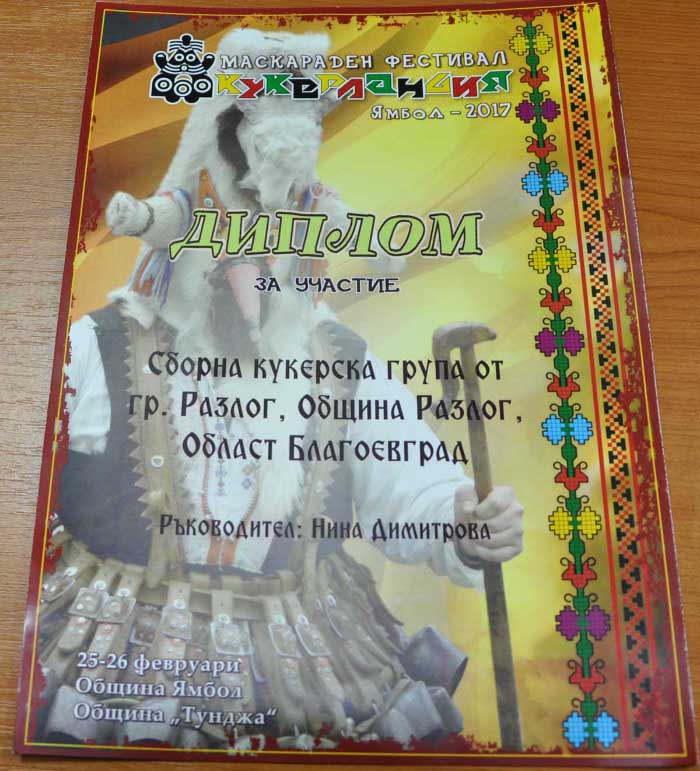 МАСКАРАДЕН ФЕСТИВАЛ
КУКЕРЛАНДИЯ
ЯМБОЛ – 2017
ДИПЛОМ
ЗА УЧАСТИЕ
Сборна кукерска група от
гр. Разлог, Община Разлог,
Област Благоевград
Ръководител: Нина Димитрова
25-26 февруари
Община Ямбол
Община „Тунджа“